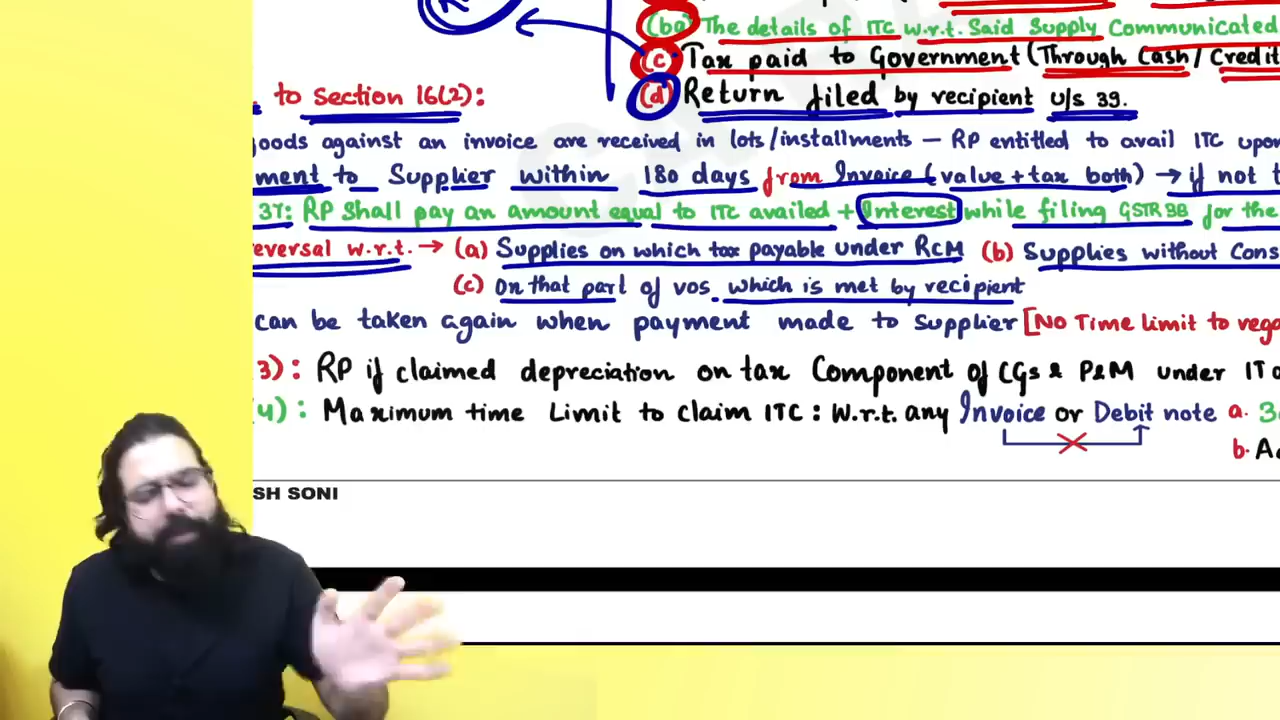 (ba) The details of ITC w.r.t. Said Supply Communicated
(c) Tax paid to Government (Through Cash/Credit
(d) Return filed by recipient u/s 39.
to Section 16(2):
goods against an invoice are received in lots/installments – RP entitled to avail ITC upon
ment to Supplier within 180 days from Invoice (value + tax both) → if not
37: RP Shall pay an amount equal to ITC availed + Interest while filing GSTR 3B for the
reversal w.r.t. → (a) Supplies on which tax payable under RCM (b) Supplies without Cons
(c) On that part of VOS. which is met by recipient
can be taken again when payment made to Supplier [No Time limit to
3): RP if claimed depreciation on tax Component of CGs & P&M under IT
(4): Maximum time Limit to claim ITC: W.r.t. any Invoice or Debit note a. 3
b. A
SH SONI